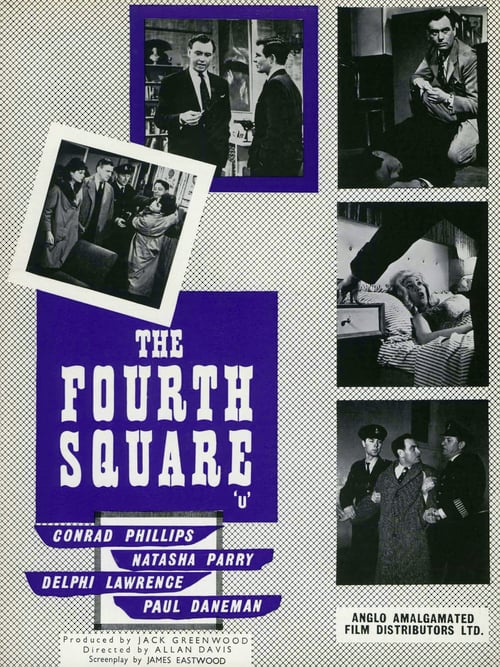 THE
FOURTH
SQUARE
'U'
CONRAD PHILLIPS
NATASHA PARRY
DELPHI LAWRENCE
PAUL DANEMAN
Produced by JACK GREENWOOD
Directed by ALLAN DAVIS
Screenplay by JAMES EASTWOOD
ANGLO AMALGAMATED
FILM DISTRIBUTORS LTD.